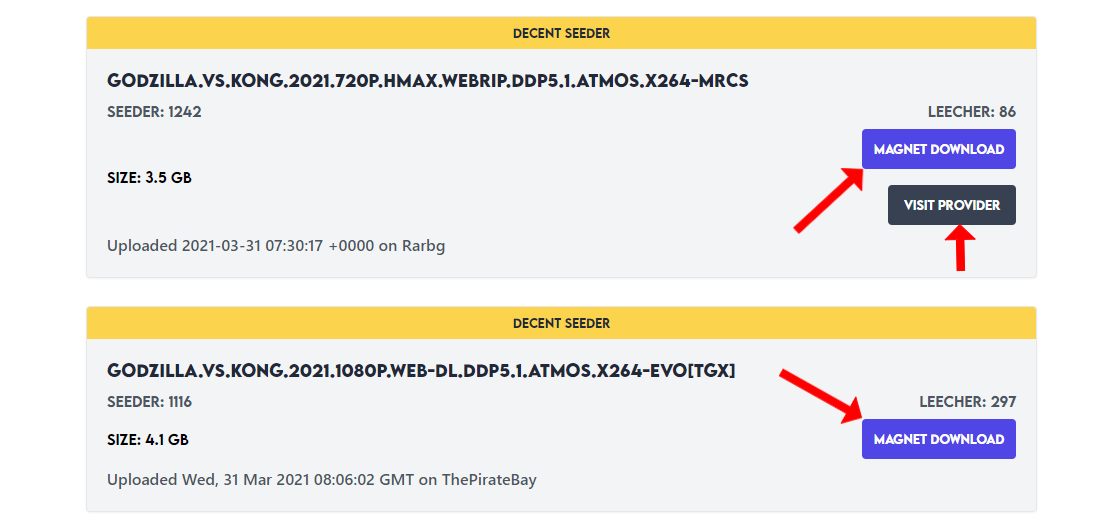 DECENT SEEDER
GODZILLA.VS.KONG.2021.720P.HMAX.WEBRIP.DDP5.1.ATMOS.X264-MRCS
SEEDER: 1242
LEECHER: 86
MAGNET DOWNLOAD
SIZE: 3.5 GB
VISIT PROVIDER
Uploaded 2021-03-31 07:30:17 +0000 on Rarbg
DECENT SEEDER
GODZILLA.VS.KONG.2021.1080P.WEB-DL.DDP5.1.ATMOS.X264-EVO[TGX]
SEEDER: 1116
LEECHER: 297
SIZE: 4.1 GB
MAGNET DOWNLOAD
Uploaded Wed, 31 Mar 2021 08:06:02 GMT on ThePirateBay